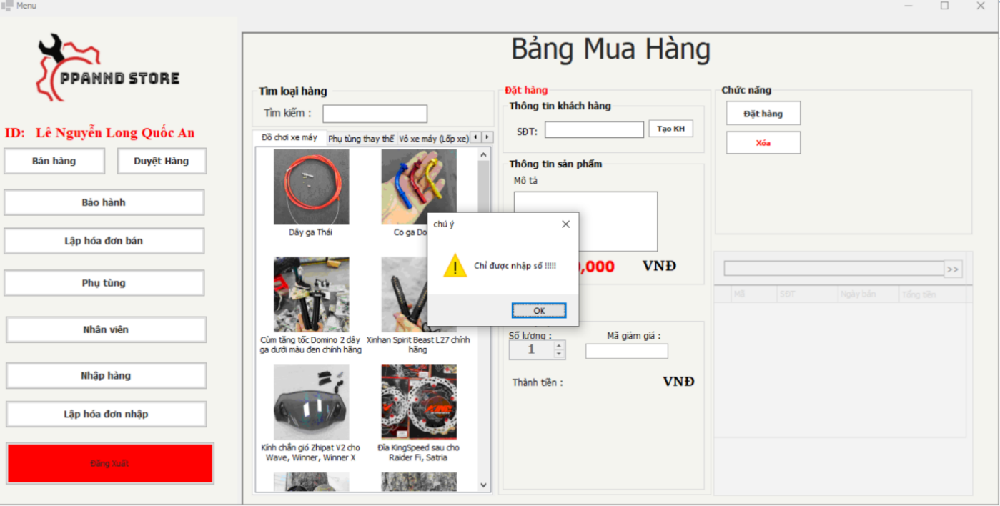 Menu
PPANND STORE
ID: Lê Nguyễn Long Quốc An
Bán hàng
Duyệt Hàng
Bảo hành
Lập hóa đơn bán
Phụ tùng
Nhân viên
Nhập hàng
Lập hóa đơn nhập
Đăng Xuất
Bảng Mua Hàng
Tìm loại hàng
Tìm kiếm :
Đồ chơi xe máy
Phụ tùng thay thế
Vỏ xe máy (Lốp xe)
Dây ga Thái
Co ga Do
Cùm tăng tốc Domino 2 dây
ga dưới màu đen chính hãng
Xinhan Spirit Beast L27 chính
hãng
Kính chắn gió Zhipat V2 cho
Wave, Winner, Winner X
Đĩa KingSpeed sau cho
Raider Fi, Satria
Đặt hàng
Thông tin khách hàng
SĐT:
Tạo KH
Thông tin sản phẩm
Mô tả
,000 VNĐ
chú ý
Chỉ được nhập số !!!!!
OK
Số lượng :
1
Mã giảm giá :
Thành tiền :
VNĐ
Chức năng
Đặt hàng
Xóa
>>
Mã
SĐT
Ngày bán
Tổng tiền